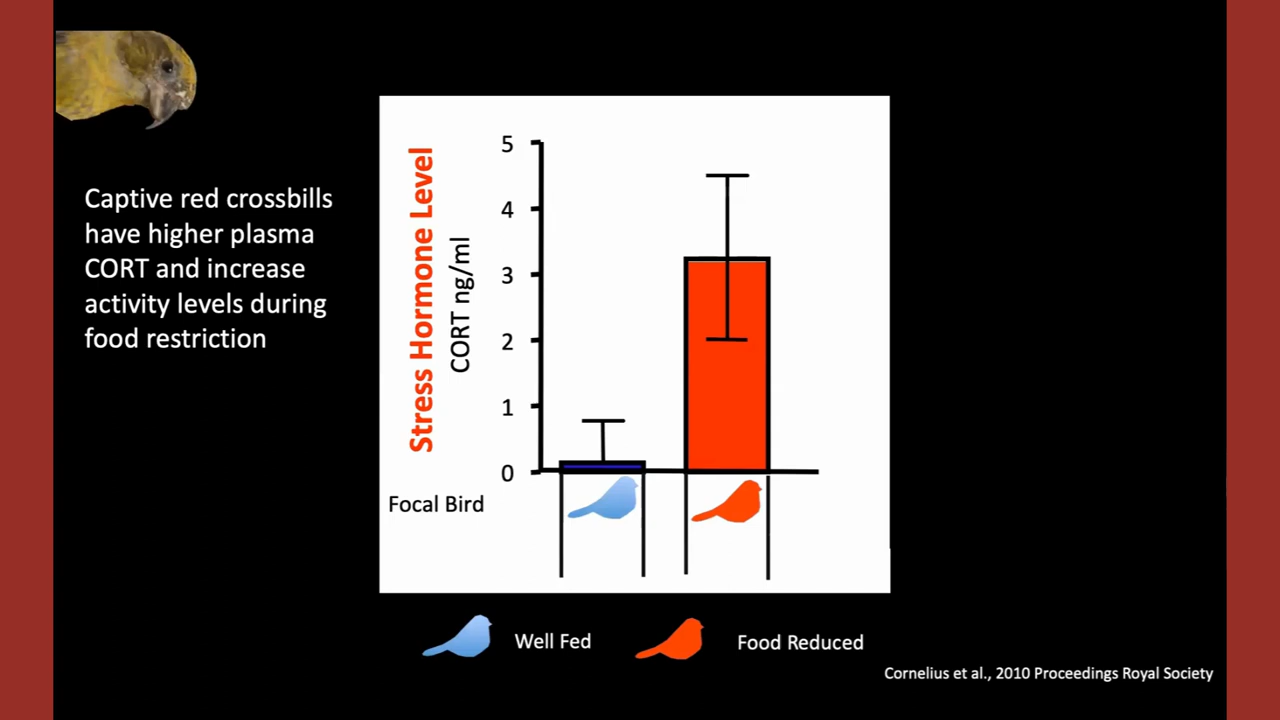 Captive red crossbills
have higher plasma
CORT and increase
activity levels during
food restriction
Stress Hormone Level
CORT ng/ml
5
4
3
2
1
0
Focal Bird
Well Fed
Food Reduced
Cornelius et al., 2010 Proceedings Royal Society